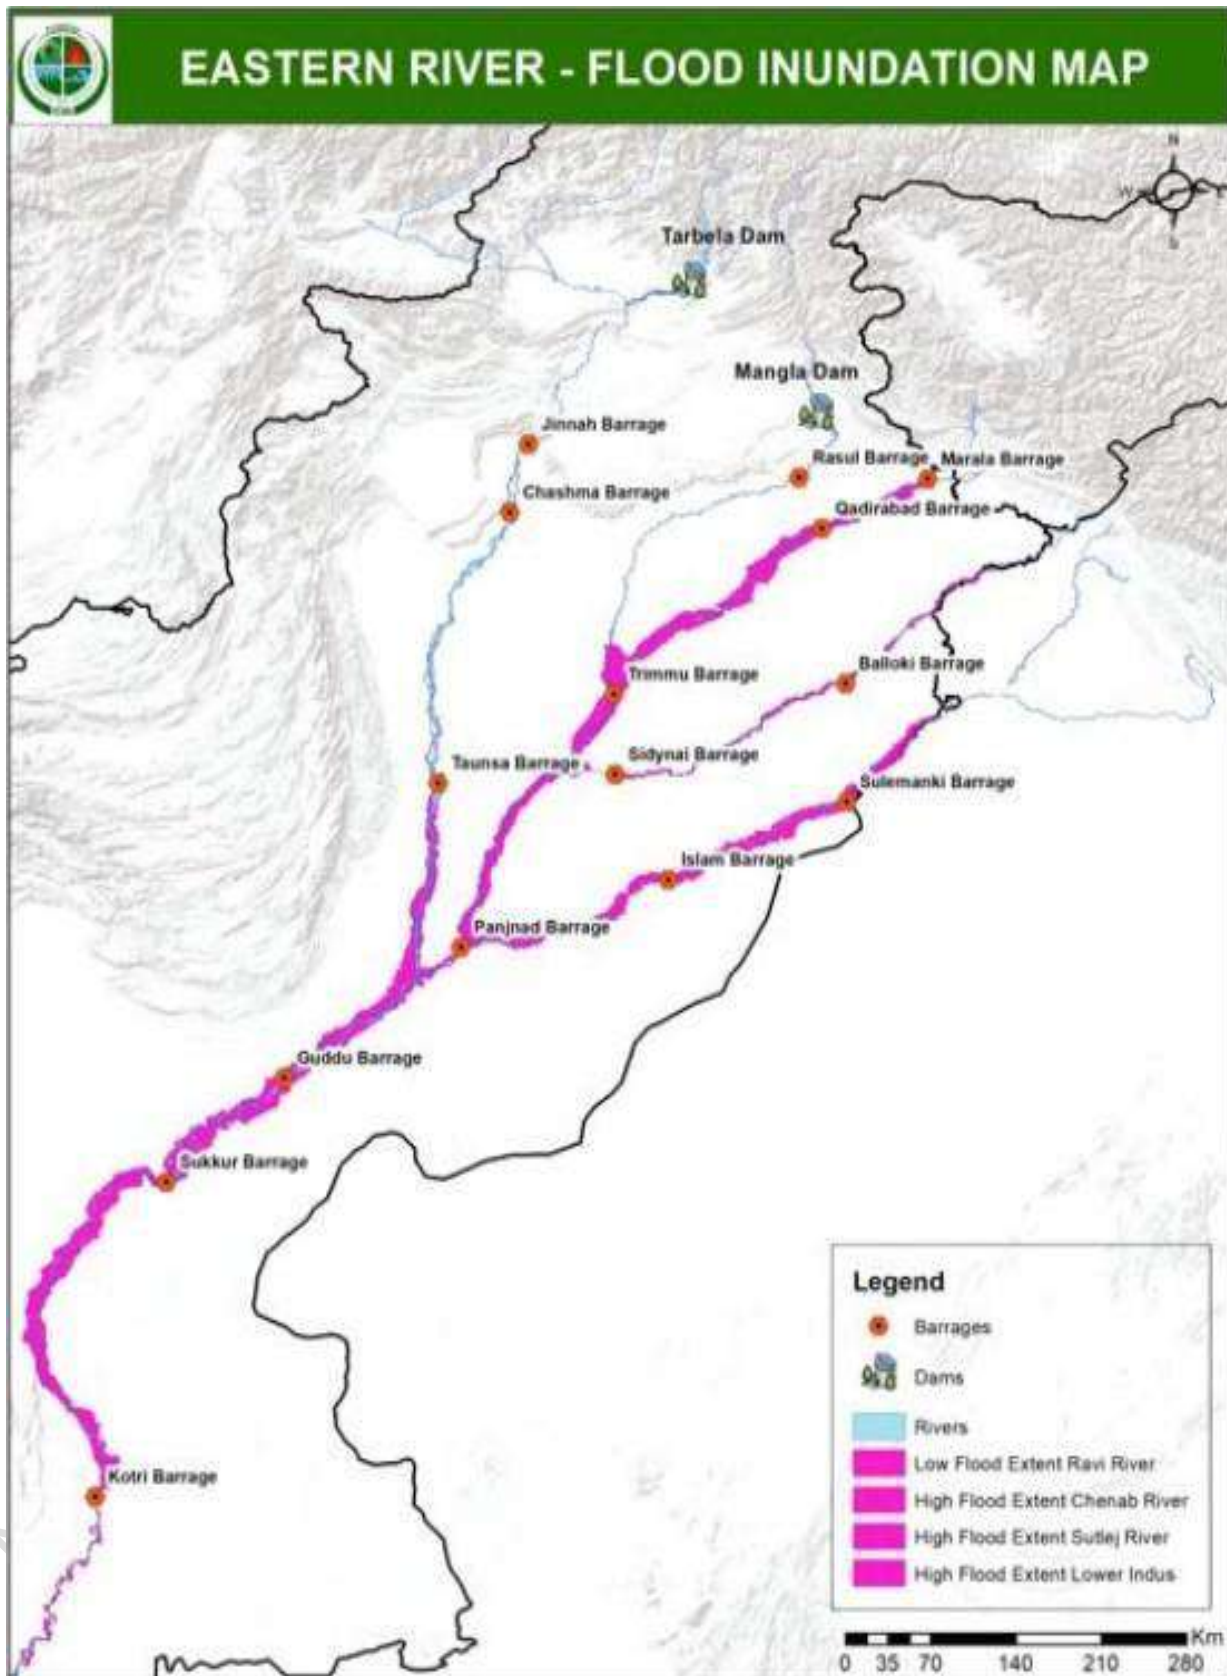 EASTERN RIVER - FLOOD INUNDATION MAP
N
W
S
Tarbela Dam
Mangla Dam
Jinnah Barrage
Rasul Barrage
Marala Barrage
Chashma Barrage
Qadirabad Barrage
Balloki Barrage
Trimmu Barrage
Sidynai Barrage
Taunsa Barrage
Sulemanki Barrage
Islam Barrage
Panjnad Barrage
Guddu Barrage
Sukkur Barrage
Kotri Barrage
Legend
Barrages
Dams
Rivers
Low Flood Extent Ravi River
High Flood Extent Chenab River
High Flood Extent Sutlej River
High Flood Extent Lower Indus
Km
0 35 70 140 210 280